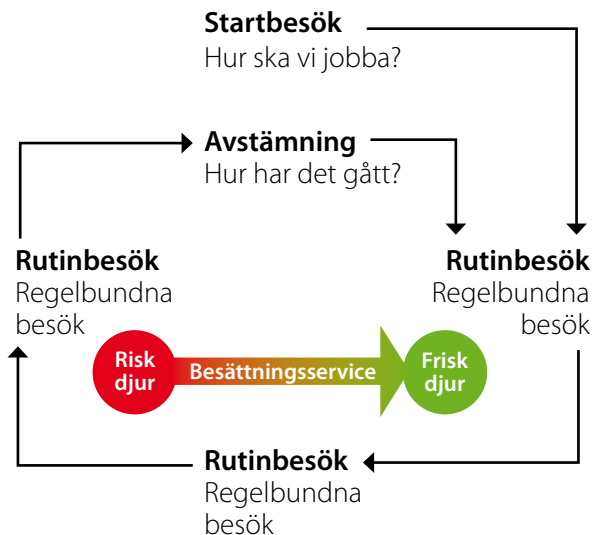 Startbesök
Hur ska vi jobba?
Avstämning
Hur har det gått?
Rutinbesök
Regelbundna
besök
Rutinbesök
Regelbundna
besök
Risk
djur
Besättningsservice
Frisk
djur
Rutinbesök
Regelbundna
besök